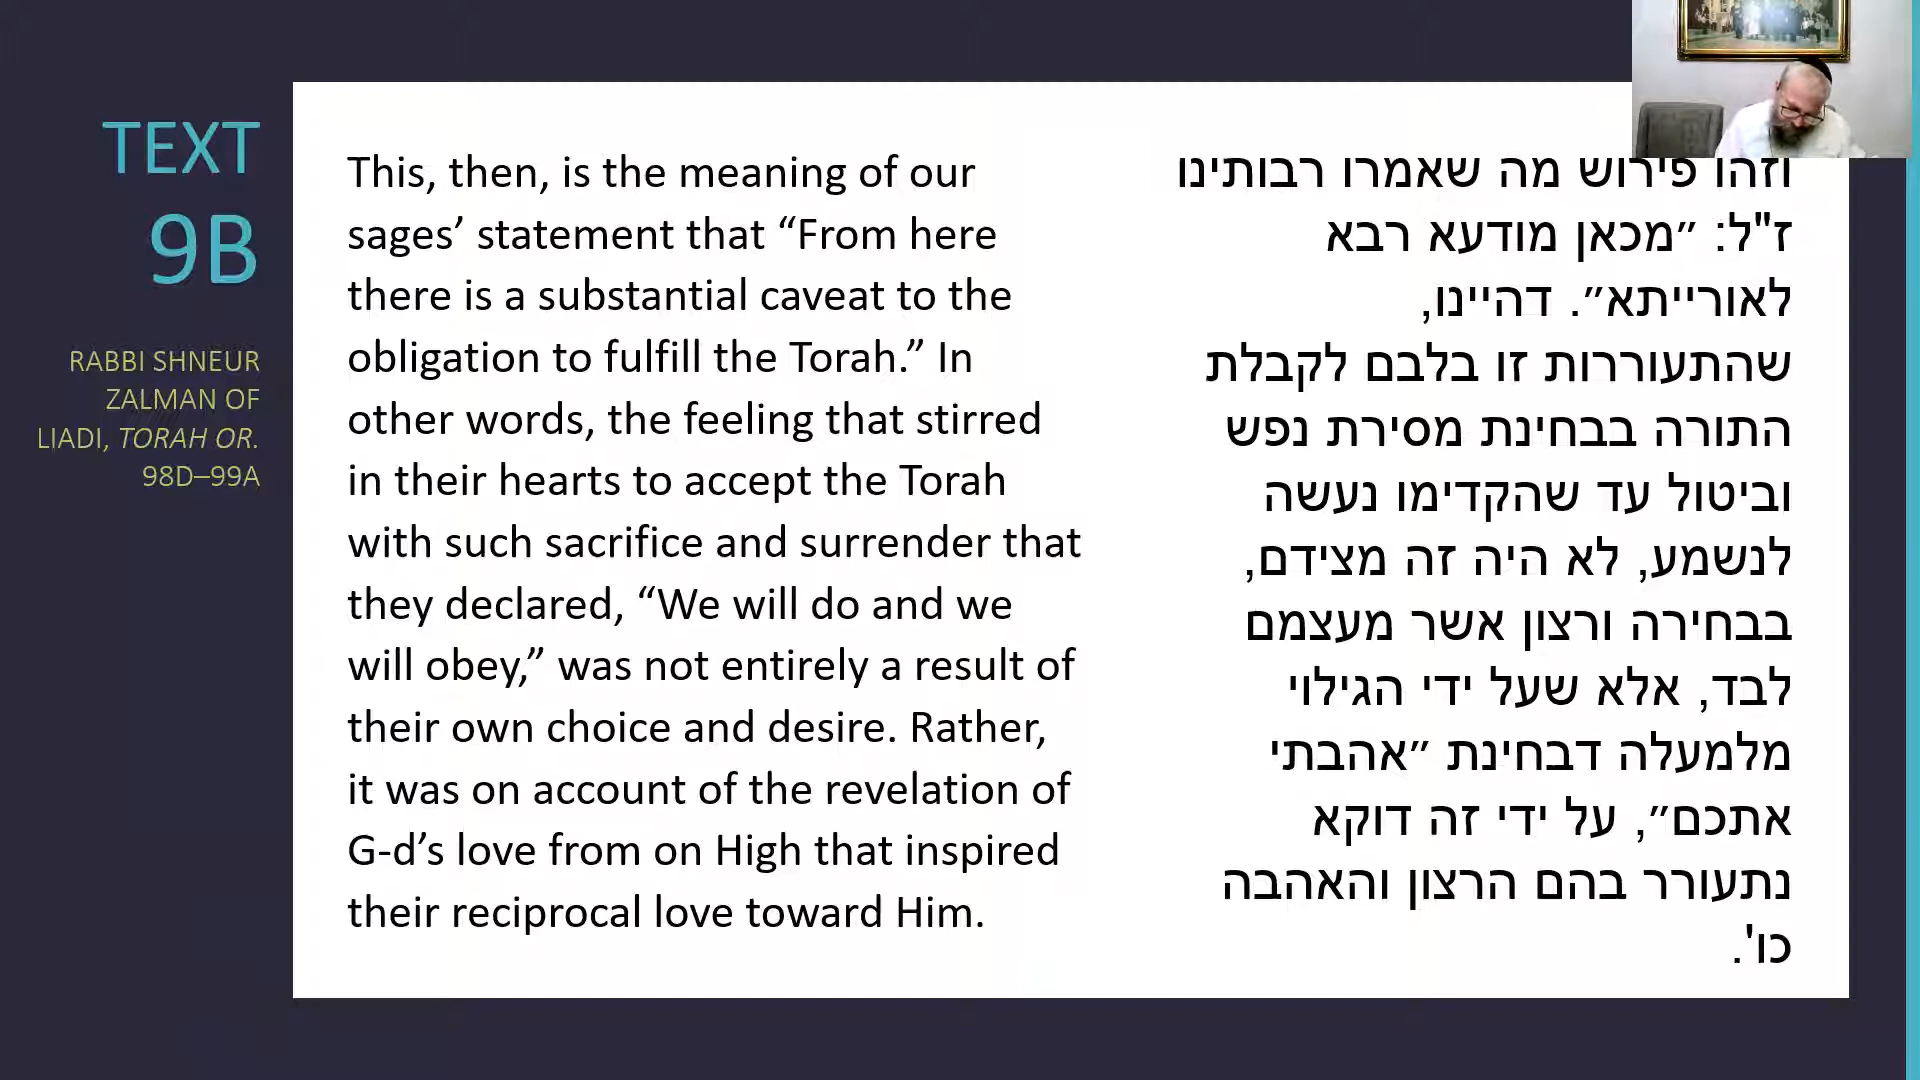 TEXT
9B
RABBI SHNEUR
ZALMAN OF
LIADI, TORAH OR.
98D–99A
This, then, is the meaning of our
sages’ statement that “From here
there is a substantial caveat to the
obligation to fulfill the Torah.” In
other words, the feeling that stirred
in their hearts to accept the Torah
with such sacrifice and surrender that
they declared, “We will do and we
will obey,” was not entirely a result of
their own choice and desire. Rather,
it was on account of the revelation of
G-d’s love from on High that inspired
their reciprocal love toward Him.
וזהו פירוש מה שאמרו רבותינו
ז"ל: ״מכאן מודעא רבא
לאורייתא״. דהיינו,
שהתעוררות זו בלבם לקבלת
התורה בבחינת מסירת נפש
וביטול עד שהקדימו נעשה
לנשמע, לא היה זה מצידם,
בבחירה ורצון אשר מעצמם
לבד, אלא שעל ידי הגילוי
מלמעלה דבחינת ״אהבתי
אתכם״, על ידי זה דוקא
נתעורר בהם הרצון והאהבה
כו'.